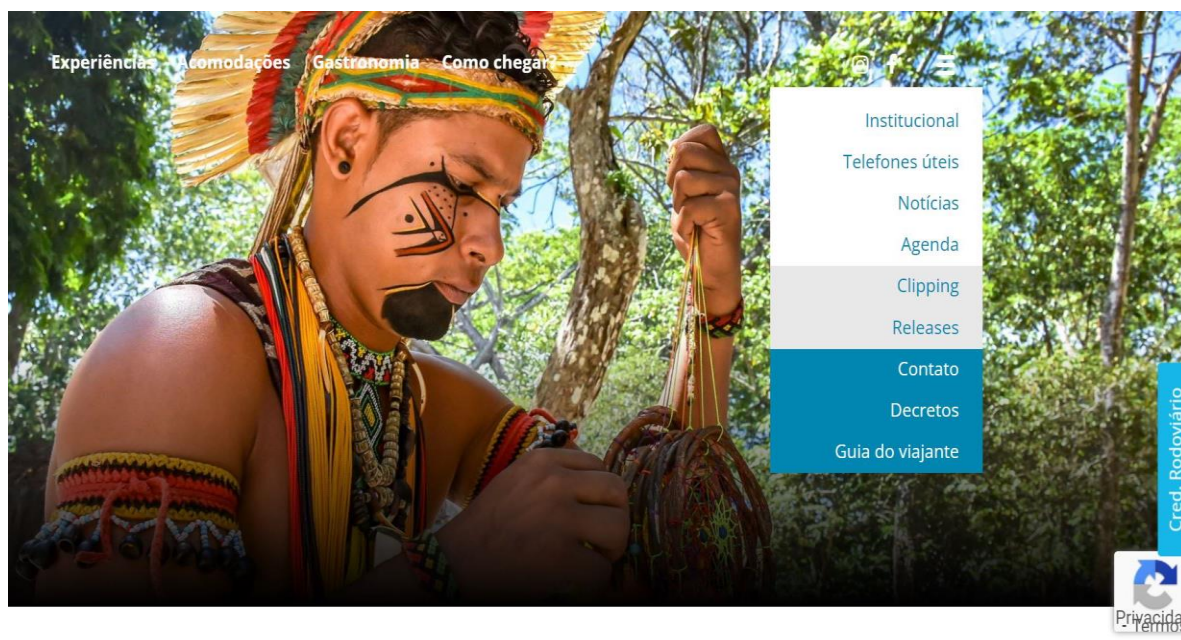 Experiências Acomodações Gastronomia Como chegar?
Institucional
Telefones úteis
Notícias
Agenda
Clipping
Releases
Contato
Decretos
Guia do viajante
Cred. Rodoviário
- Termos